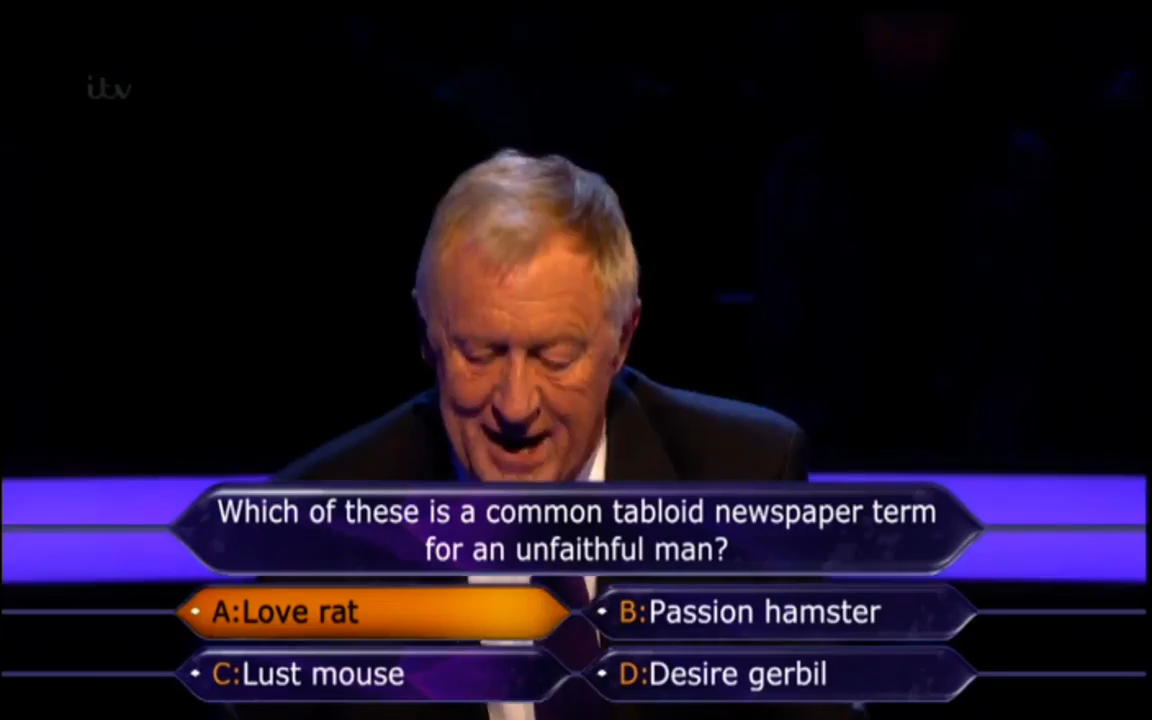 itv
Which of these is a common tabloid newspaper term
for an unfaithful man?
A:Love rat
B:Passion hamster
C:Lust mouse
D:Desire gerbil